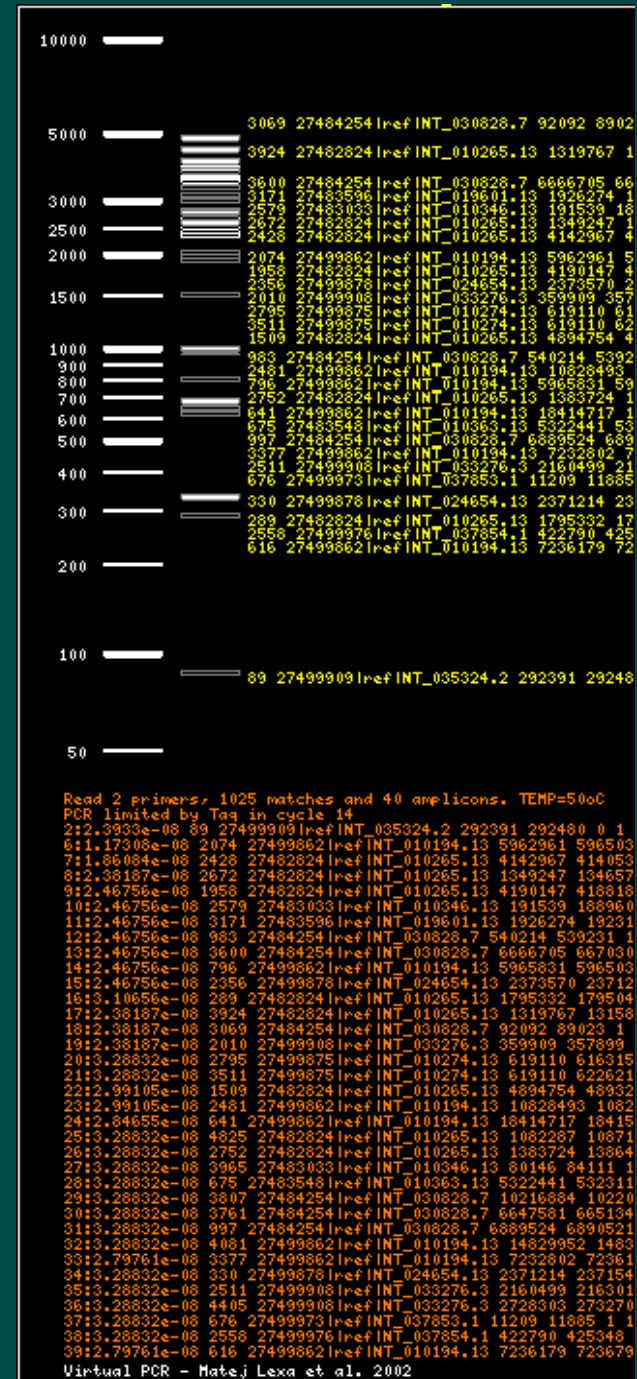 10000
5000
3000
2500
2000
1500
1000
900
800
700
600
500
400
300
200
100
50
3069 27484254|ref|NT_030828.7 92092 8902
3924 27482824|ref|NT_010265.13 1319767 1
3600 27484254|ref|NT_030828.7 6666705 66
3171 27483596|ref|NT_019601.13 1926274 1
2579 27483033|ref|NT_010346.13 191539 18
2672 27482824|ref|NT_010265.13 1349247 1
2428 27482824|ref|NT_010265.13 4142967 4
2074 27499862|ref|NT_010194.13 5962961 5
1958 27482824|ref|NT_010265.13 4190147 4
2356 27499878|ref|NT_024654.13 2373570 2
2010 27499908|ref|NT_033276.3 359909 357
2795 27499875|ref|NT_010274.13 619110 61
3511 27499875|ref|NT_010274.13 619110 62
1509 27482824|ref|NT_010265.13 4894754 4
983 27484254|ref|NT_030828.7 540214 5392
2481 27499862|ref|NT_010194.13 10828493
796 27499862|ref|NT_010194.13 5965831 59
2752 27482824|ref|NT_010265.13 1383724 1
641 27499862|ref|NT_010194.13 18414717 1
675 27483548|ref|NT_010363.13 5322441 53
997 27484254|ref|NT_030828.7 6889524 689
3377 27499862|ref|NT_010194.13 7232802 7
2511 27499908|ref|NT_033276.3 2160499 21
676 27499973|ref|NT_037853.1 11209 11885
330 27499878|ref|NT_024654.13 2371214 23
289 27482824|ref|NT_010265.13 1795332 17
2558 27499976|ref|NT_037854.1 422790 425
616 27499862|ref|NT_010194.13 7236179 72
89 27499909|ref|NT_035324.2 292391 29248
Read 2 primers, 1025 matches and 40 amplicons. TEMP=50oC
PCR limited by Taq in cycle 14
2:2.3933e-08 89 27499909|ref|NT_035324.2 292391 292480 0 1
6:1.17308e-08 2074 27499862|ref|NT_010194.13 5962961 596503
7:1.86084e-08 2428 27482824|ref|NT_010265.13 4142967 414053
8:2.38187e-08 2672 27482824|ref|NT_010265.13 1349247 134657
9:2.46756e-08 1958 27482824|ref|NT_010265.13 4190147 418818
10:2.46756e-08 2579 27483033|ref|NT_010346.13 191539 188960
11:2.46756e-08 3171 27483596|ref|NT_019601.13 1926274 19231
12:2.46756e-08 983 27484254|ref|NT_030828.7 540214 539231 1
13:2.46756e-08 3600 27484254|ref|NT_030828.7 6666705 667030
14:2.46756e-08 796 27499862|ref|NT_010194.13 5965831 596503
15:2.46756e-08 2356 27499878|ref|NT_024654.13 2373570 23712
16:3.10656e-08 289 27482824|ref|NT_010265.13 1795332 179504
17:2.38187e-08 3924 27482824|ref|NT_010265.13 1319767 13158
18:2.38187e-08 3069 27484254|ref|NT_030828.7 92092 89023 1
19:2.38187e-08 2010 27499908|ref|NT_033276.3 359909 357899
20:3.28832e-08 2795 27499875|ref|NT_010274.13 619110 616315
21:3.28832e-08 3511 27499875|ref|NT_010274.13 619110 622621
22:2.99105e-08 1509 27482824|ref|NT_010265.13 4894754 48932
23:2.99105e-08 2481 27499862|ref|NT_010194.13 10828493 1082
24:2.84655e-08 641 27499862|ref|NT_010194.13 18414717 18415
25:3.28832e-08 4825 27482824|ref|NT_010265.13 1082287 10871
26:3.28832e-08 2752 27482824|ref|NT_010265.13 1383724 13864
27:3.28832e-08 3965 27483033|ref|NT_010346.13 80146 84111 1
28:3.28832e-08 675 27483548|ref|NT_010363.13 5322441 532311
29:3.28832e-08 3807 27484254|ref|NT_030828.7 10216884 10220
30:3.28832e-08 3761 27484254|ref|NT_030828.7 6647581 665134
31:3.28832e-08 997 27484254|ref|NT_030828.7 6889524 6890521
32:3.28832e-08 4081 27499862|ref|NT_010194.13 14829952 1483
33:2.79761e-08 3377 27499862|ref|NT_010194.13 7232802 72361
34:3.28832e-08 330 27499878|ref|NT_024654.13 2371214 237154
35:3.28832e-08 2511 27499908|ref|NT_033276.3 2160499 216301
36:3.28832e-08 4405 27499908|ref|NT_033276.3 2728303 273270
37:3.28832e-08 676 27499973|ref|NT_037853.1 11209 11885 1 1
38:3.28832e-08 2558 27499976|ref|NT_037854.1 422790 425348
39:2.79761e-08 616 27499862|ref|NT_010194.13 7236179 723679
Virtual PCR - Matej Lexa et al. 2002